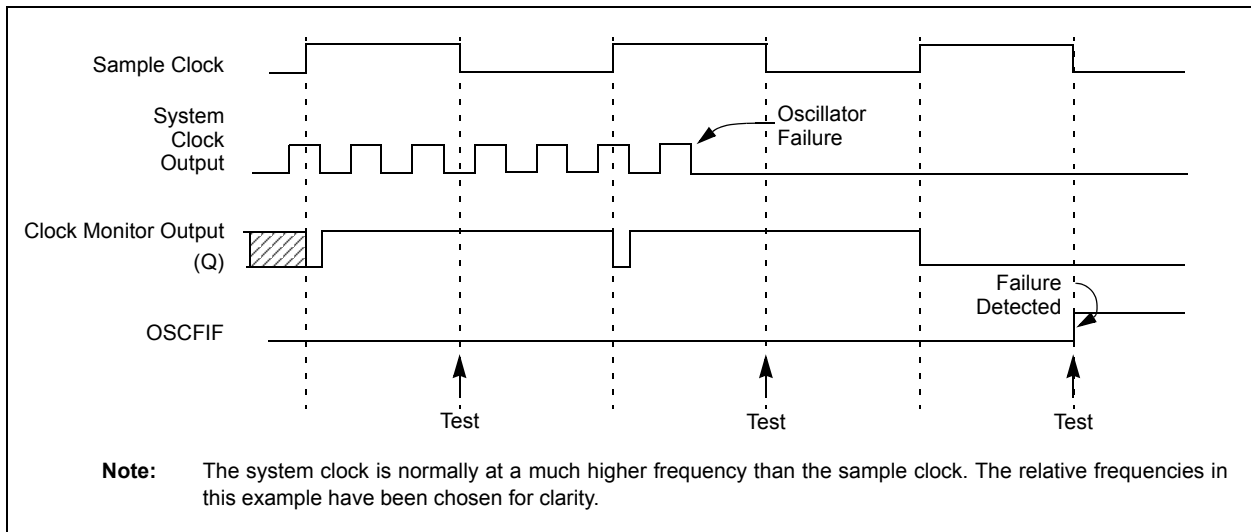 Sample Clock
System
Clock
Output
Oscillator
Failure
Clock Monitor Output
(Q)
Failure
Detected
OSCFIF
Test
Test
Test
Note: The system clock is normally at a much higher frequency than the sample clock. The relative frequencies in
this example have been chosen for clarity.